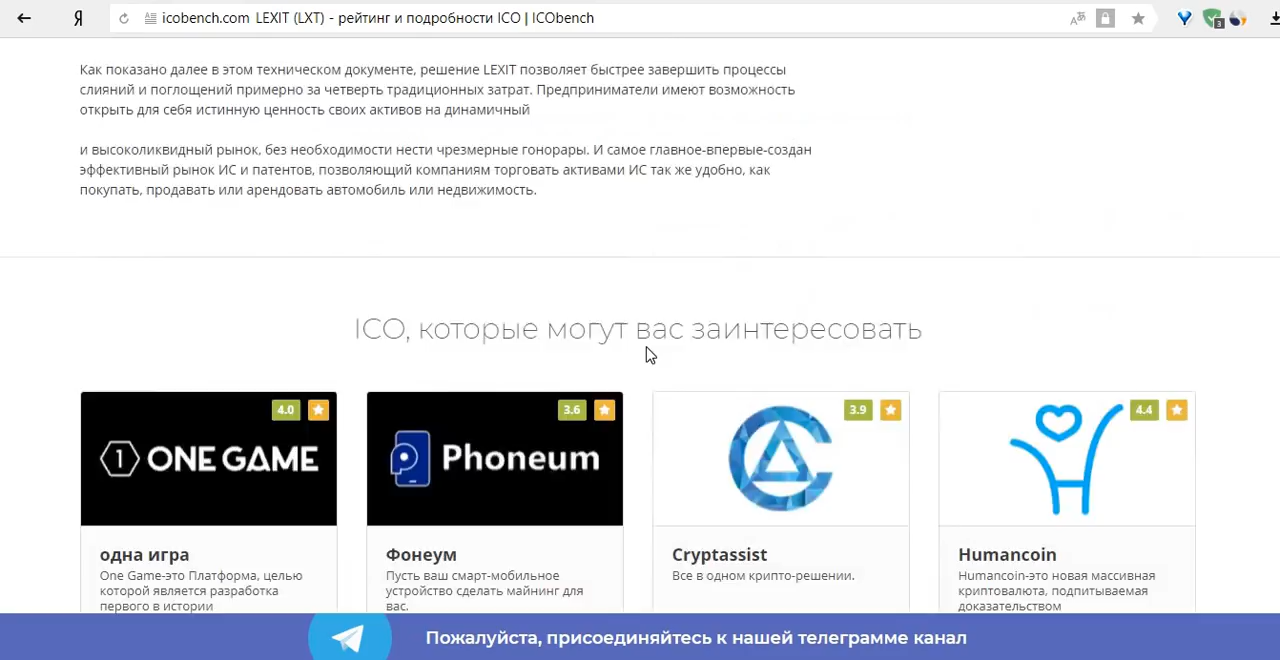 Я
icobench.com LEXIT (LXT) - рейтинг и подробности ICO | ICObench
3
Как показано далее в этом техническом документе, решение LEXIT позволяет быстрее завершить процессы
слияний и поглощений примерно за четверть традиционных затрат. Предприниматели имеют возможность
открыть для себя истинную ценность своих активов на динамичный
и высоколиквидный рынок, без необходимости нести чрезмерные гонорары. И самое главное-впервые-создан
эффективный рынок ИС и патентов, позволяющий компаниям торговать активами ИС так же удобно, как
покупать, продавать или арендовать автомобиль или недвижимость.
ICO, которые могут вас заинтересовать
4.0
1 ONE GAME
одна игра
One Game-это Платформа, целью
которой является разработка
первого в истории
3.6
Phoneum
Фонеум
Пусть ваш смарт-мобильное
устройство сделать майнинг для
вас.
3.9
Cryptassist
Все в одном крипто-решении.
4.4
Humancoin
Humancoin-это новая массивная
криптовалюта, подпитываемая
доказательством
Пожалуйста, присоединяйтесь к нашей телеграмме канал